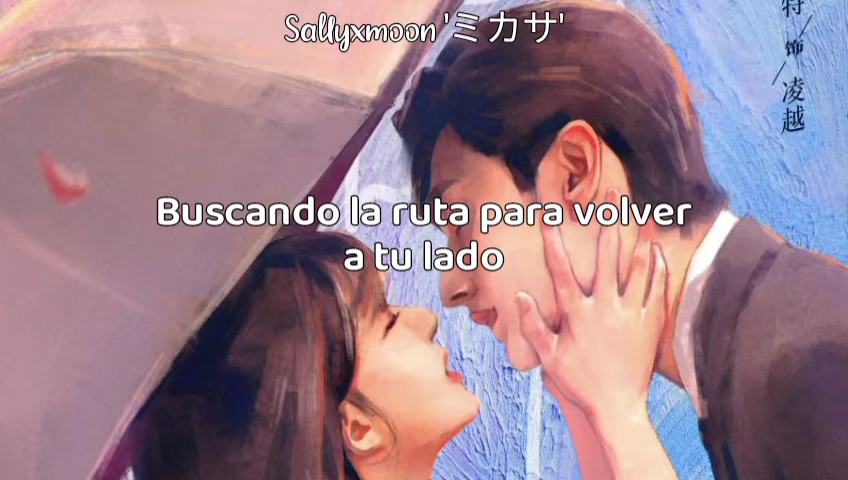 Sallyxmoon 'ミカサ'
特/饰/凌越
Buscando la ruta para volver
a tu lado